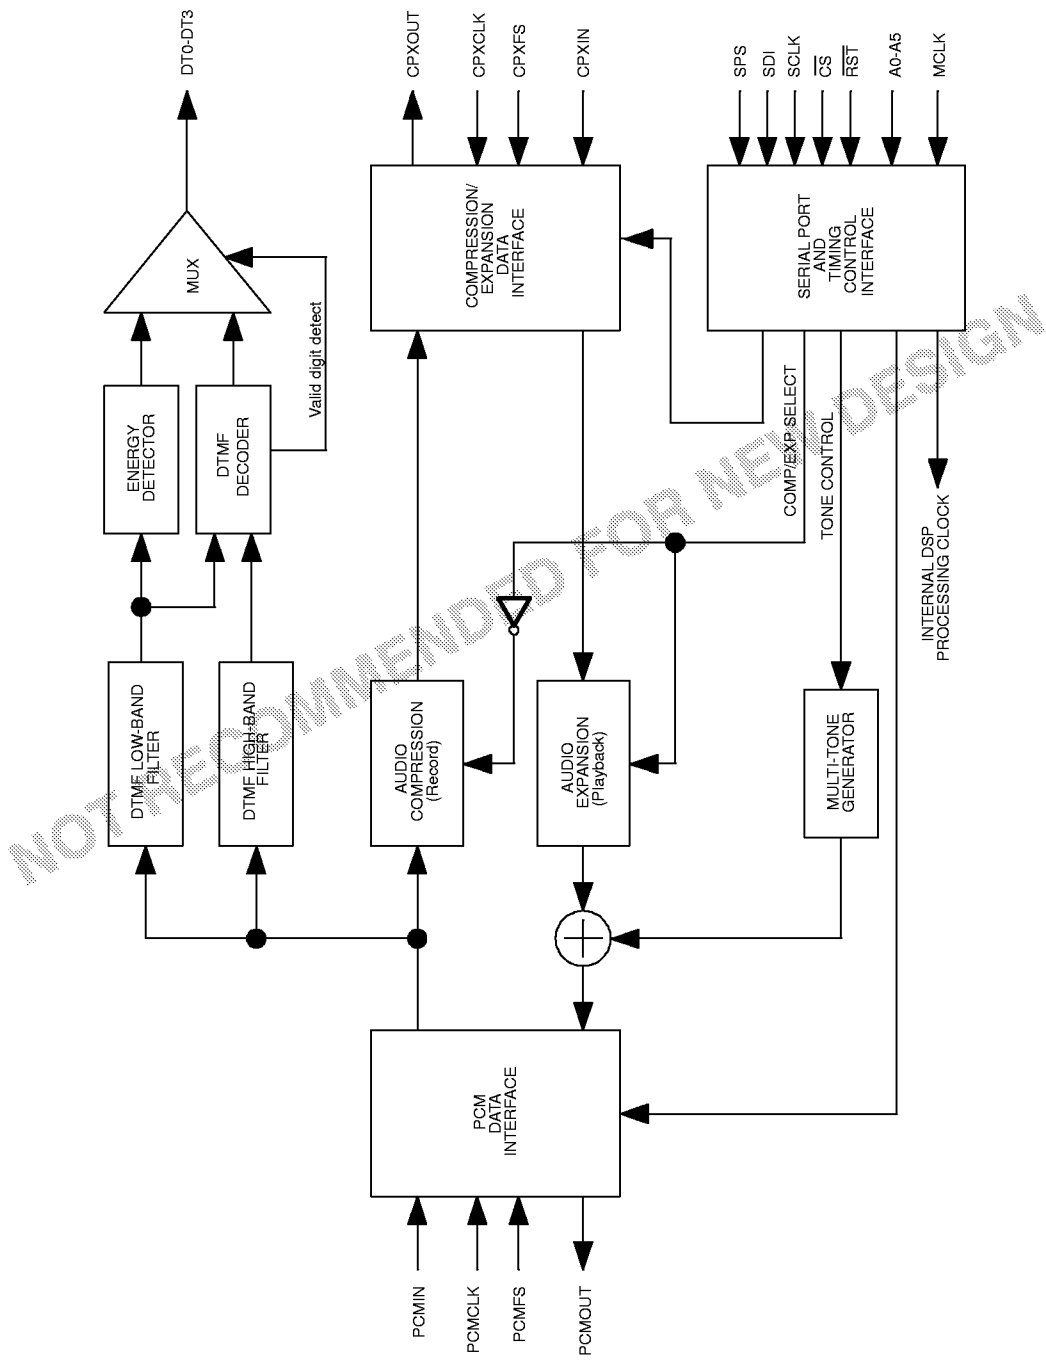 DT0-DT3
MUX
Valid digit detect
ENERGY
DETECTOR
DTMF
DECODER
DTMF LOW-BAND
FILTER
DTMF HIGH-BAND
FILTER
CPXOUT
CPXCLK
CPXFS
CPXIN
COMPRESSION/
EXPANSION
DATA
INTERFACE
AUDIO
COMPRESSION
(Record)
AUDIO
EXPANSION
(Playback)
PCM
DATA
INTERFACE
PCMIN
PCMCLK
PCMFS
PCMOUT
SPS
SDI
SCLK
CS
RST
A0-A5
MCLK
SERIAL PORT
AND
TIMING
CONTROL
INTERFACE
COMP/EXP SELECT
TONE CONTROL
INTERNAL DSP
PROCESSING CLOCK
MULTI-TONE
GENERATOR
NOT RECOMMENDED FOR NEW DESIGN